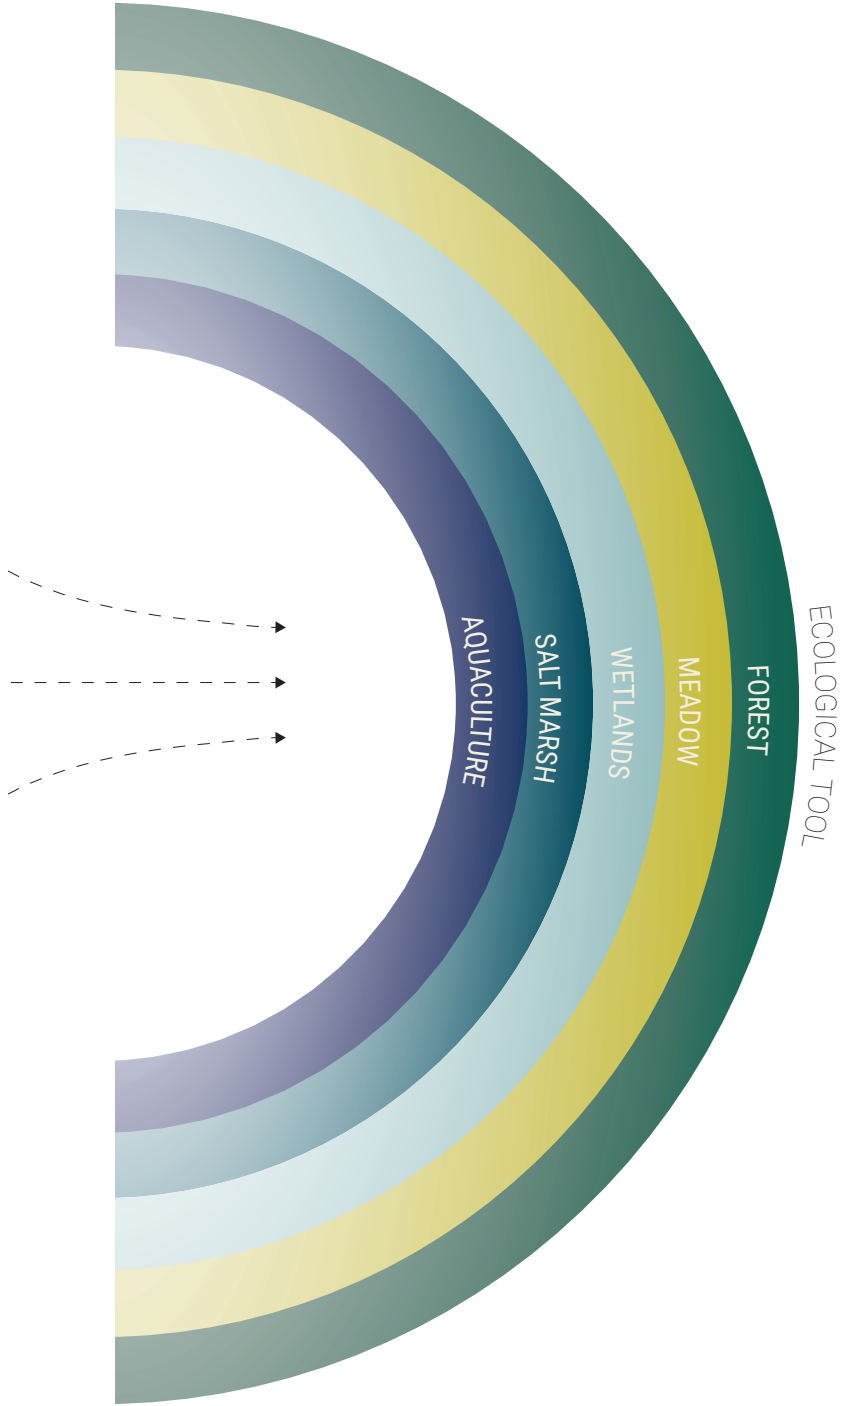 AQUACULTURE
SALT MARSH
WETLANDS
MEADOW
FOREST
ECOLOGICAL TOOL